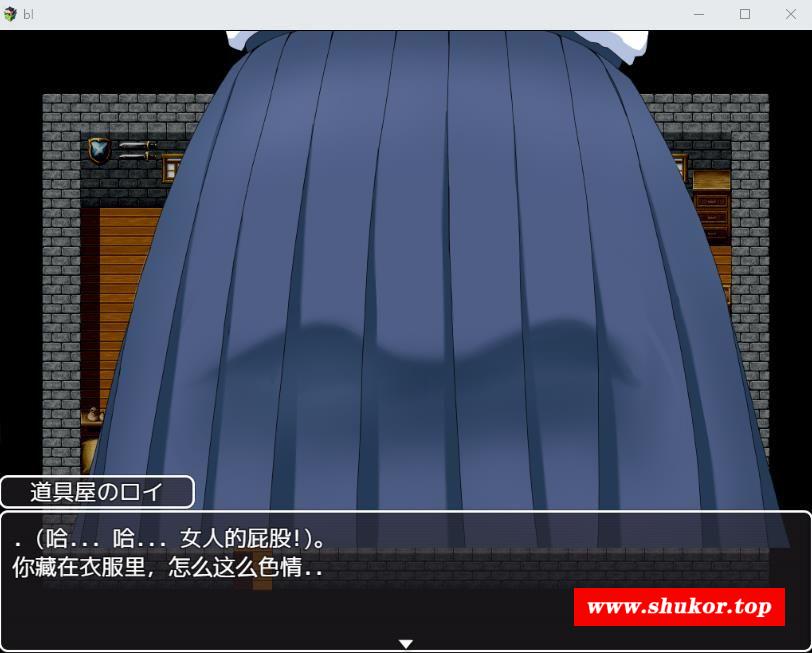 bl
道具屋のロイ
.（哈... 哈... 女人的屁股!）。
你藏在衣服里，怎么这么色情..
www.shukor.top